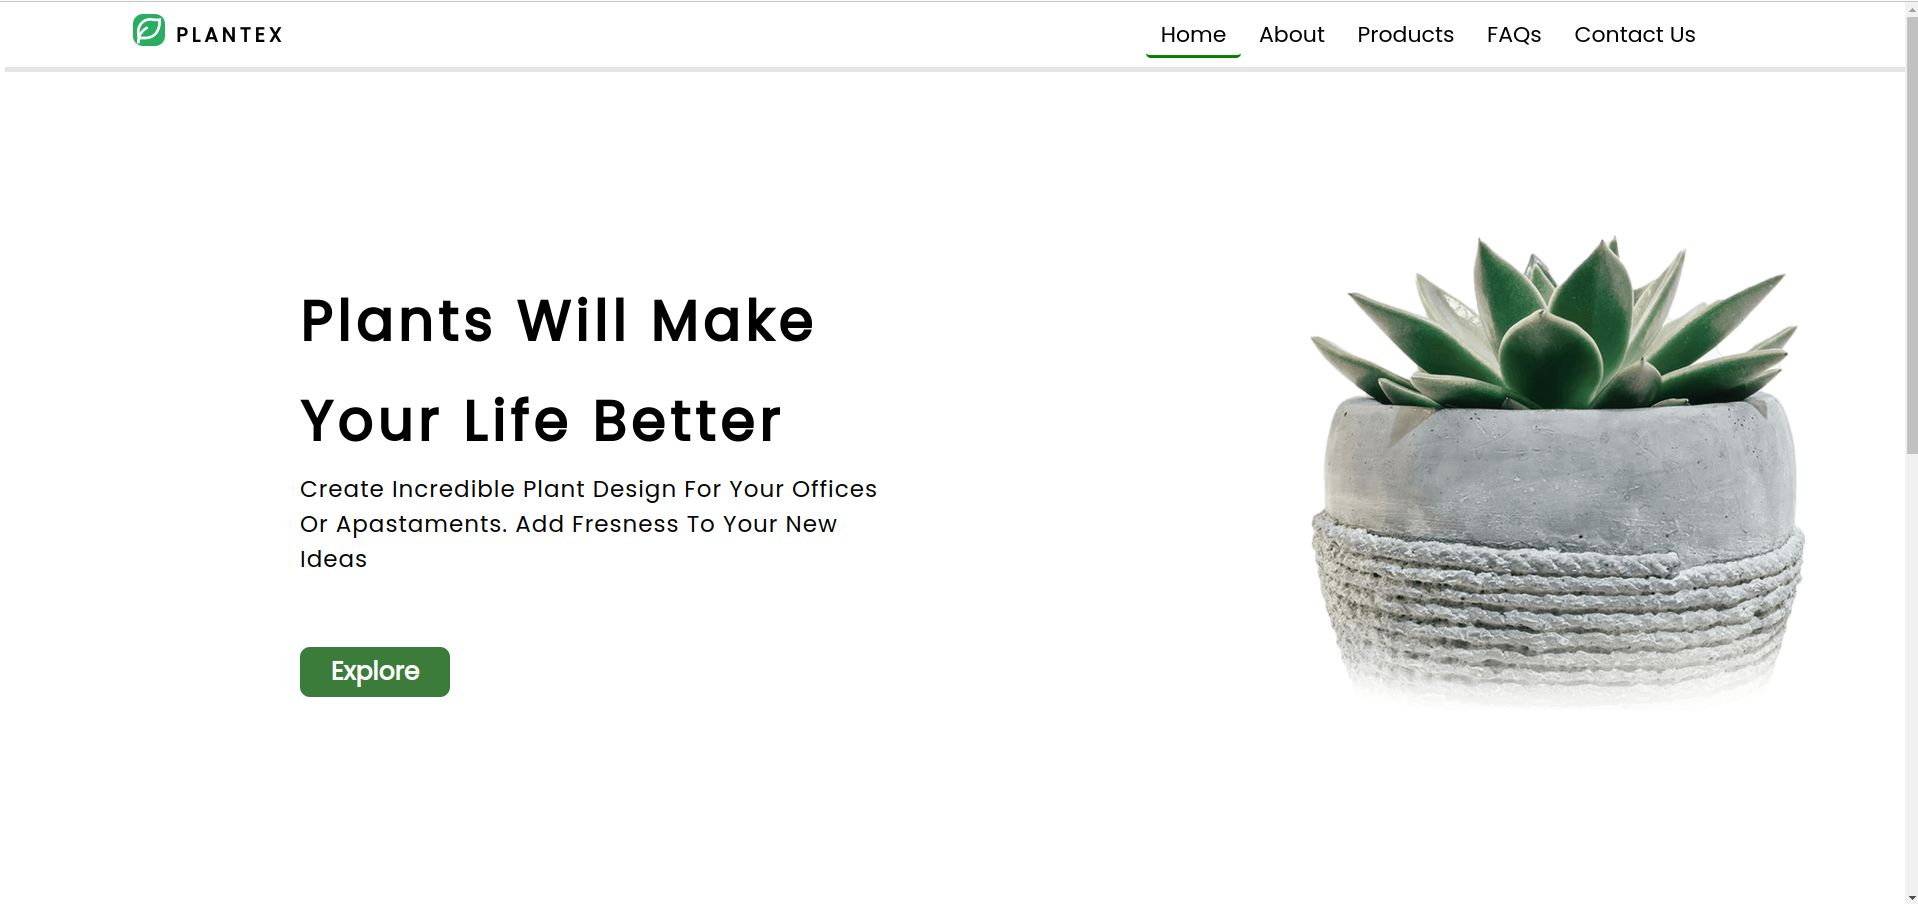 PLANTEX
Home About Products FAQs Contact Us
Plants Will Make
Your Life Better
Create Incredible Plant Design For Your Offices
Or Apastaments. Add Fresness To Your New
Ideas
Explore